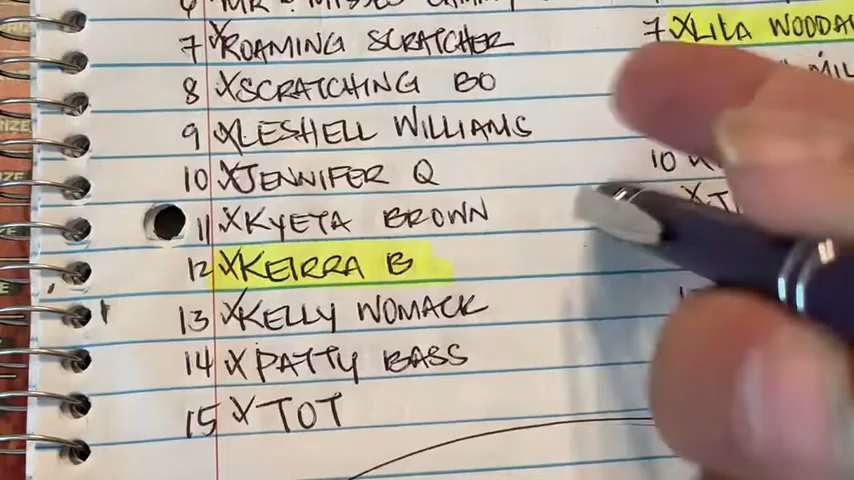 7 XROAMING SCRATCHER
8 XSCRATCHING BO
9 XLESHELL WILLIAMS
10 XJENNIFER Q
11 XKYETA BROWN
12 XKEIRRA B
13 XKELLY WOMACK
14 XPATTY BASS
15 XTOT
7 XLITA
10